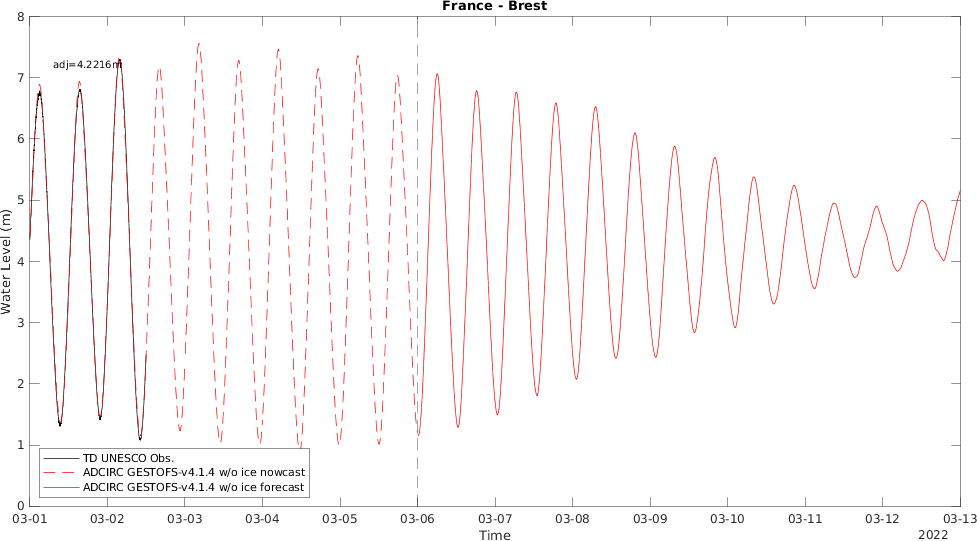 France - Brest
8
7
6
5
4
3
2
1
0
Water Level (m)
adj=4.2216m
TD UNESCO Obs.
ADCIRC GESTOFS-v4.1.4 w/o ice nowcast
ADCIRC GESTOFS-v4.1.4 w/o ice forecast
03-01 03-02 03-03 03-04 03-05 03-06 03-07 03-08 03-09 03-10 03-11 03-12 03-13
Time
2022